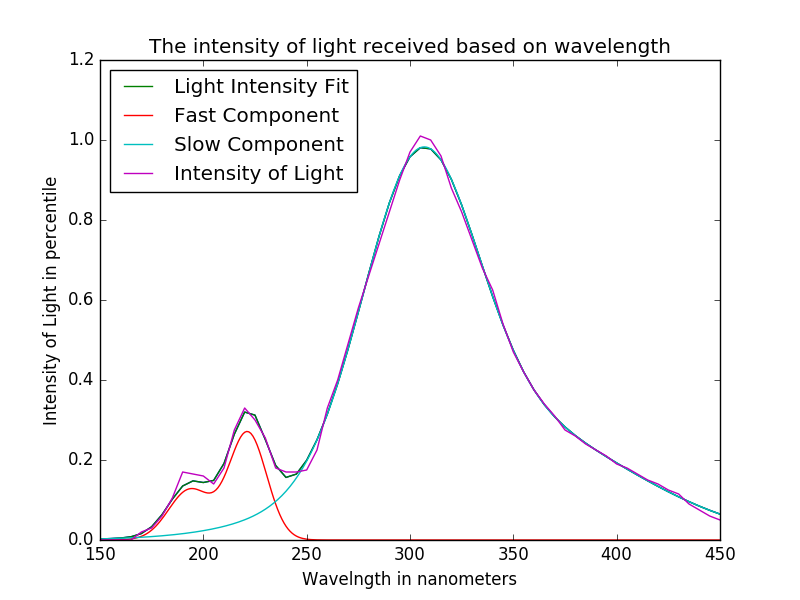 The intensity of light received based on wavelength
Light Intensity Fit
Fast Component
Slow Component
Intensity of Light
Intensity of Light in percentile
1.2
1.0
0.8
0.6
0.4
0.2
0.0
150 200 250 300 350 400 450
Wavelngth in nanometers